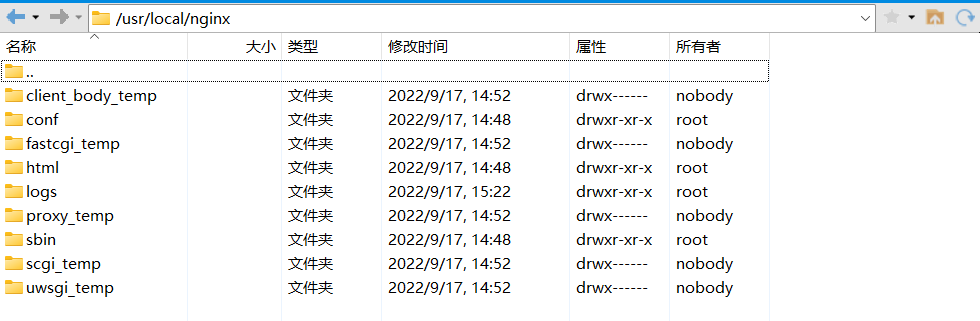 /usr/local/nginx
名称 大小 类型 修改时间 属性 所有者
..
client_body_temp 文件夹 2022/9/17, 14:52 drwx------ nobody
conf 文件夹 2022/9/17, 14:48 drwxr-xr-x root
fastcgi_temp 文件夹 2022/9/17, 14:52 drwx------ nobody
html 文件夹 2022/9/17, 14:48 drwxr-xr-x root
logs 文件夹 2022/9/17, 15:22 drwxr-xr-x root
proxy_temp 文件夹 2022/9/17, 14:52 drwx------ nobody
sbin 文件夹 2022/9/17, 14:48 drwxr-xr-x root
scgi_temp 文件夹 2022/9/17, 14:52 drwx------ nobody
uwsgi_temp 文件夹 2022/9/17, 14:52 drwx------ nobody